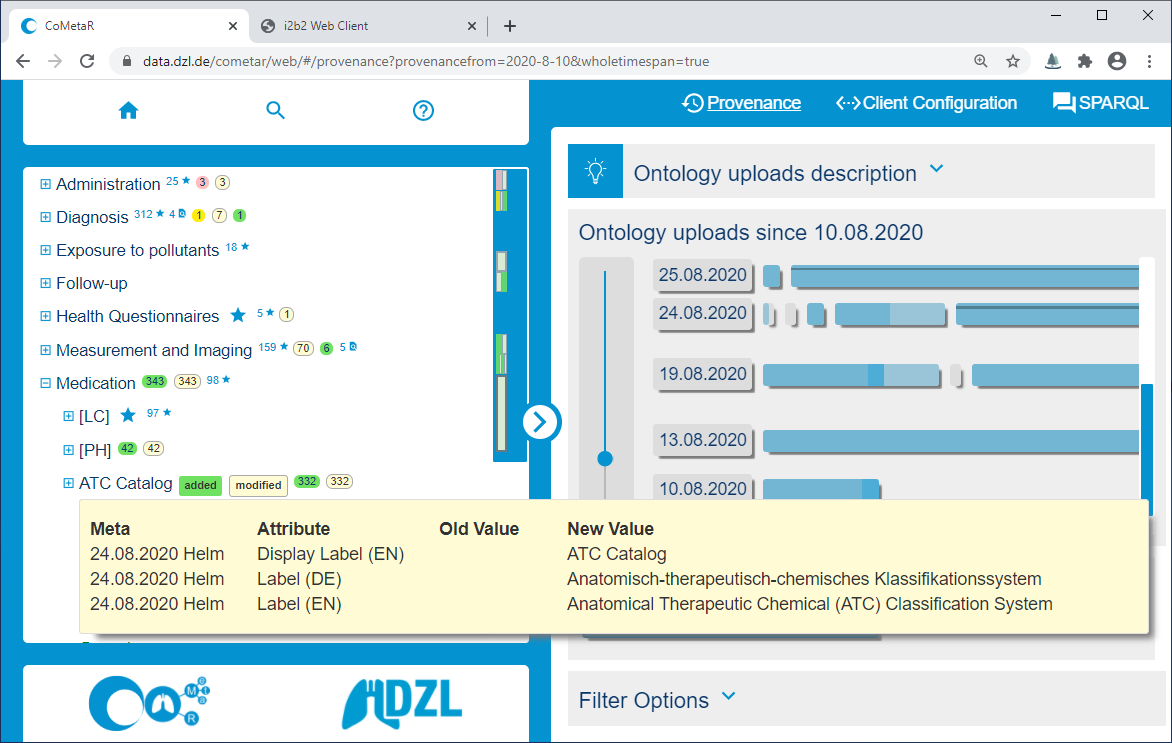 CoMetaR
i2b2 Web Client
data.dzl.de/cometar/web/#/provenance?provenancefrom=2020-8-10&wholetimespan=true
Provenance
Client Configuration
SPARQL
Administration 25 3 3
Diagnosis 312 4 1 7 1
Exposure to pollutants 18
Follow-up
Health Questionnaires 5 1
Measurement and Imaging 159 70 6 5
Medication 343 343 98
[LC] 97
[PH] 42 42
ATC Catalog added modified 332 332
Ontology uploads description
Ontology uploads since 10.08.2020
25.08.2020
24.08.2020
19.08.2020
13.08.2020
10.08.2020
Meta Attribute Old Value New Value
24.08.2020 Helm Display Label (EN) ATC Catalog
24.08.2020 Helm Label (DE) Anatomisch-therapeutisch-chemisches Klassifikationssystem
24.08.2020 Helm Label (EN) Anatomical Therapeutic Chemical (ATC) Classification System
Filter Options
CoMetaR
DZL